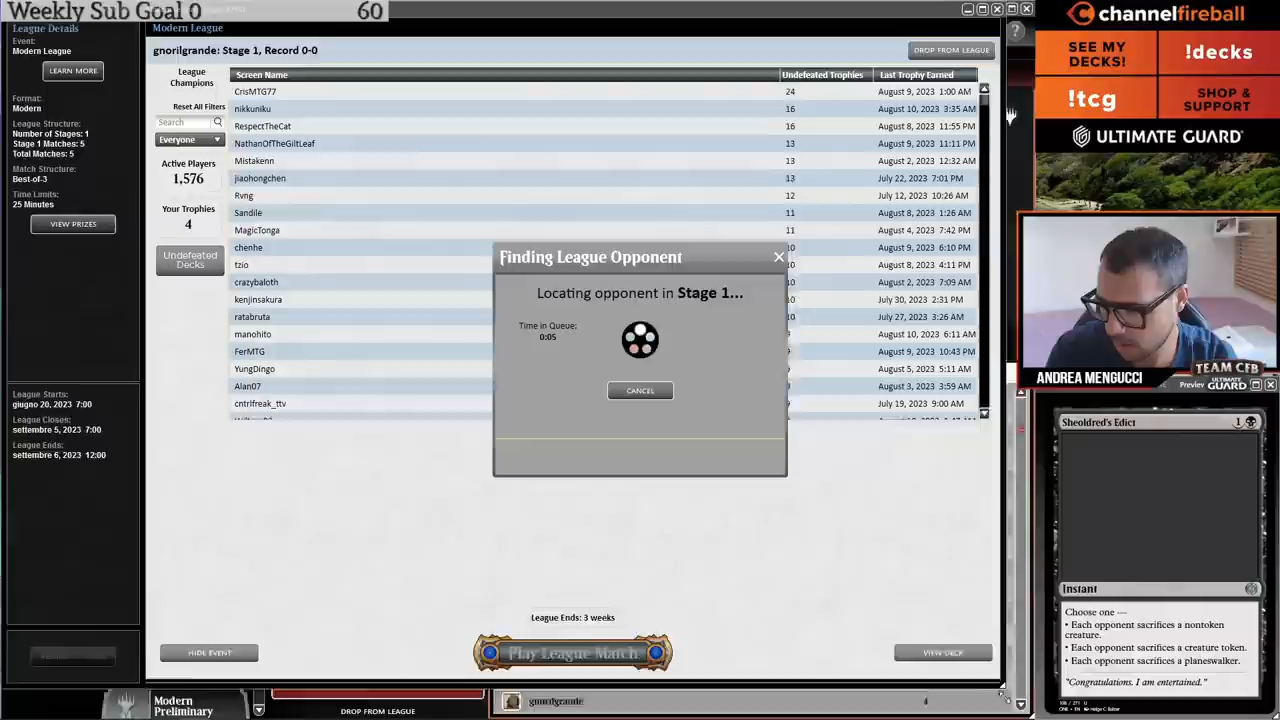 Weekly Sub Goal 0
60
League Details
Event:
Modern League
LEARN MORE
Format:
Modern
League Structure:
Number of Stages: 1
Stage 1 Matches: 5
Total Matches: 5
Match Structure:
Best-of-3
Time Limits:
25 Minutes
VIEW PRIZES
League Starts:
giugno 20, 2023 7:00
League Closes:
settembre 5, 2023 7:00
League Ends:
settembre 6, 2023 12:00
Modern League
gnorilgrande: Stage 1, Record 0-0
DROP FROM LEAGUE
League
Champions
Reset All Filters
Search
Everyone
Active Players
1,576
Your Trophies
4
Undefeated
Decks
Screen Name Undefeated Trophies Last Trophy Earned
CrisMTG77 24 August 9, 2023 1:00 AM
nikkuniku 16 August 10, 2023 3:35 AM
RespectTheCat 16 August 8, 2023 11:55 PM
NathanOfTheGiltLeaf 13 August 9, 2023 11:11 PM
Mistakenn 13 August 2, 2023 12:32 AM
jiaohongchen 13 July 22, 2023 7:01 PM
Rvng 12 July 12, 2023 10:26 AM
Sandile 11 August 8, 2023 1:26 AM
MagicTonga 11 August 4, 2023 7:42 PM
chenhe 10 August 9, 2023 6:10 PM
tzio 10 August 8, 2023 4:11 PM
crazybaloth 10 August 2, 2023 7:09 AM
kenjinsakura 10 July 30, 2023 2:31 PM
ratabruta 10 July 27, 2023 3:26 AM
manohito August 10, 2023 6:11 AM
FerMTG August 9, 2023 10:43 PM
YungDingo August 5, 2023 5:11 AM
Alan07 August 3, 2023 3:59 AM
cntrlfreak_ttv July 19, 2023 9:00 AM
Finding League Opponent
Locating opponent in Stage 1...
Time in Queue:
0:05
CANCEL
League Ends: 3 weeks
HIDE EVENT
Play League Match
VIEW DECK
Modern
Preliminary
DROP FROM LEAGUE
gnorilgrande
4
?
channelfireball
SEE MY
DECKS!
!decks
!tcg
SHOP &
SUPPORT
ULTIMATE GUARD
ANDREA MENGUCCI
TEAM CFB
ULTIMATE
GUARD
Preview
Sheoldred's Edict 1
Instant
Choose one —
• Each opponent sacrifices a nontoken
creature.
• Each opponent sacrifices a creature token.
• Each opponent sacrifices a planeswalker.
"Congratulations. I am entertained."